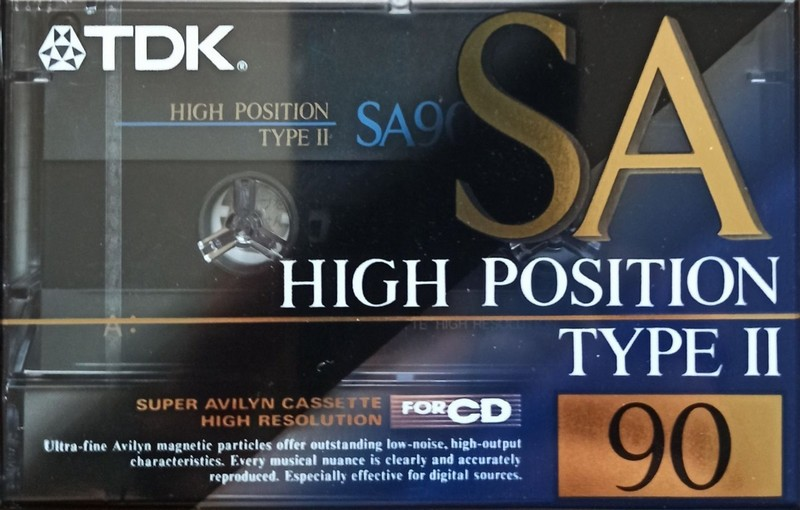 TDK®
SA
HIGH POSITION
TYPE II
SA90
HIGH POSITION
TYPE II
A
HIGH
SUPER AVILYN CASSETTE
HIGH RESOLUTION
FOR CD
Ultra-fine Avilyn magnetic particles offer outstanding low-noise, high-output
characteristics. Every musical nuance is clearly and accurately
reproduced. Especially effective for digital sources.
90